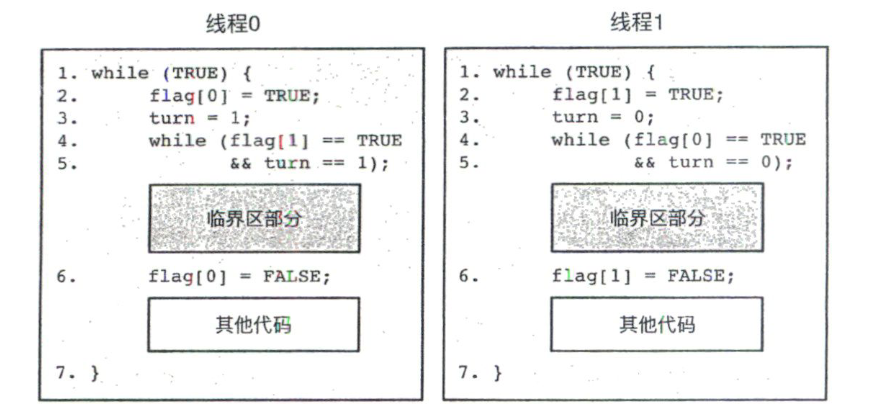 线程0
1. while (TRUE) {
2. flag[0] = TRUE;
3. turn = 1;
4. while (flag[1] == TRUE
5. && turn == 1);
临界区部分
6. flag[0] = FALSE;
其他代码
7. }
线程1
1. while (TRUE) {
2. flag[1] = TRUE;
3. turn = 0;
4. while (flag[0] == TRUE
5. && turn == 0);
临界区部分
6. flag[1] = FALSE;
其他代码
7. }